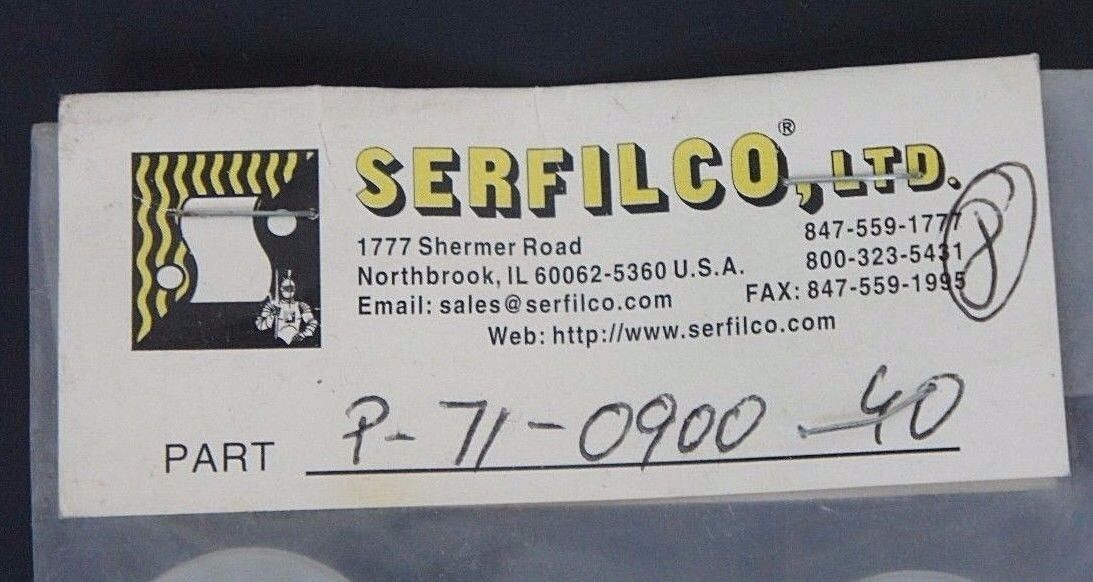 SERFILCO®, LTD.
1777 Shermer Road
Northbrook, IL 60062-5360 U.S.A.
Email: sales@serfilco.com
847-559-1777
800-323-5431
FAX: 847-559-1995
Web: http://www.serfilco.com
8
PART P-71-0900-40